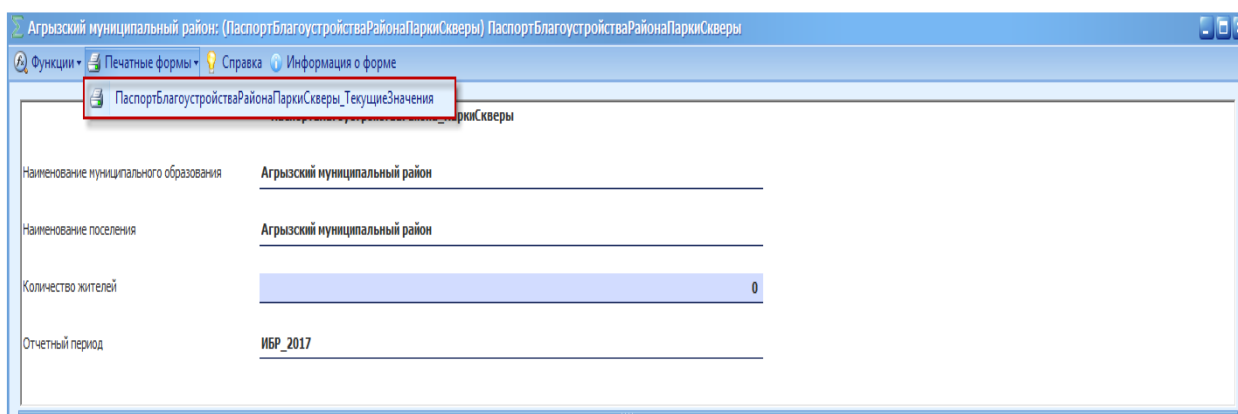 Агрызский муниципальный район: (ПаспортБлагоустройстваРайонаПаркиСкверы) ПаспортБлагоустройстваРайонаПаркиСкверы
Функции Печатные формы Справка Информация о форме
ПаспортБлагоустройстваРайонаПаркиСкверы_ТекущиеЗначения
Наименование муниципального образования Агрызский муниципальный район
Наименование поселения Агрызский муниципальный район
Количество жителей 0
Отчетный период ИБР_2017